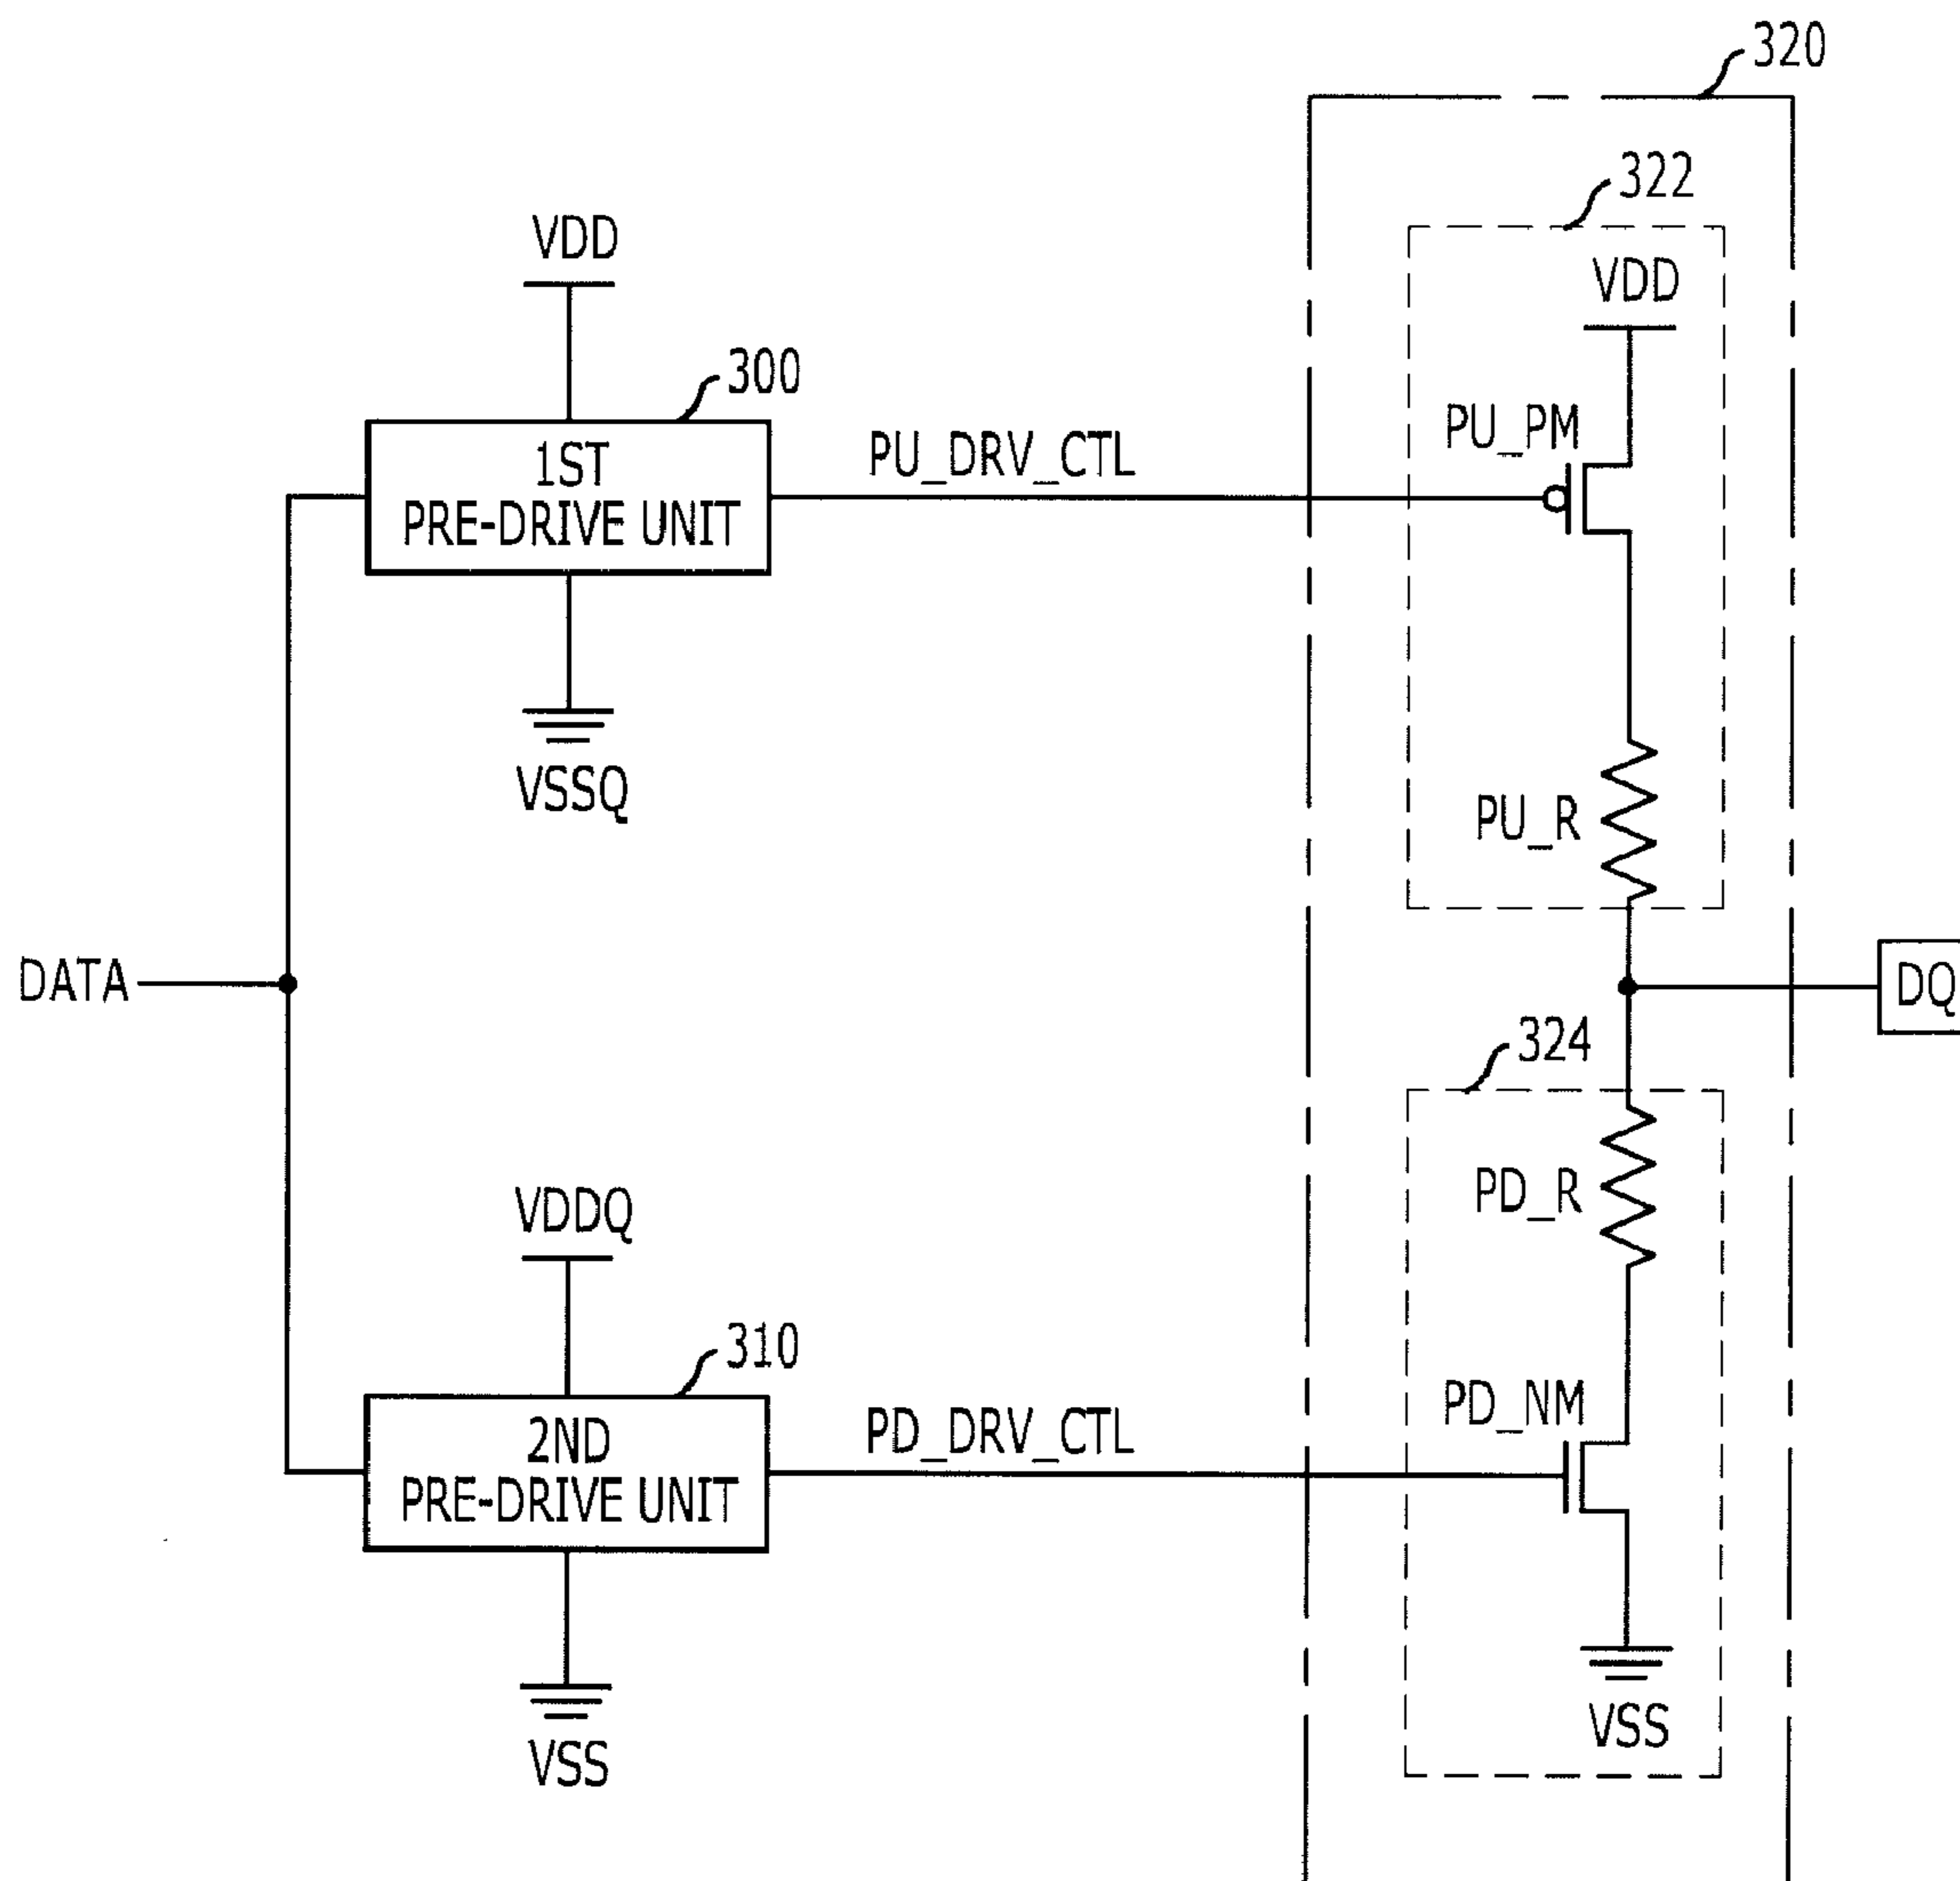 320
322
VDD
VDD
300
PU_PM
1ST
PRE-DRIVE UNIT
PU_DRV_CTL
VSSQ
PU_R
DATA
DQ
324
PD_R
VDDQ
310
PD_NM
2ND
PRE-DRIVE UNIT
PD_DRV_CTL
VSS
VSS